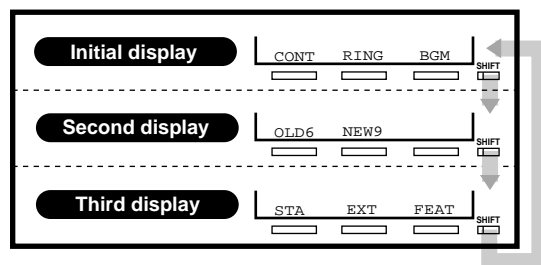 Initial display CONT RING BGM SHIFT
Second display OLD6 NEW9 SHIFT
Third display STA EXT FEAT SHIFT